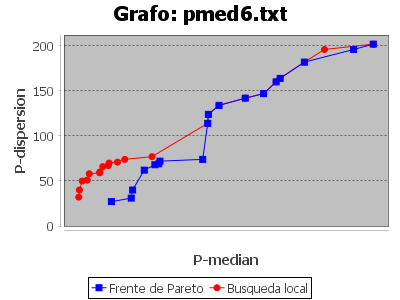 Grafo: pmed6.txt
P-dispersion
200
150
100
50
0
P-median
Frente de Pareto
Busqueda local